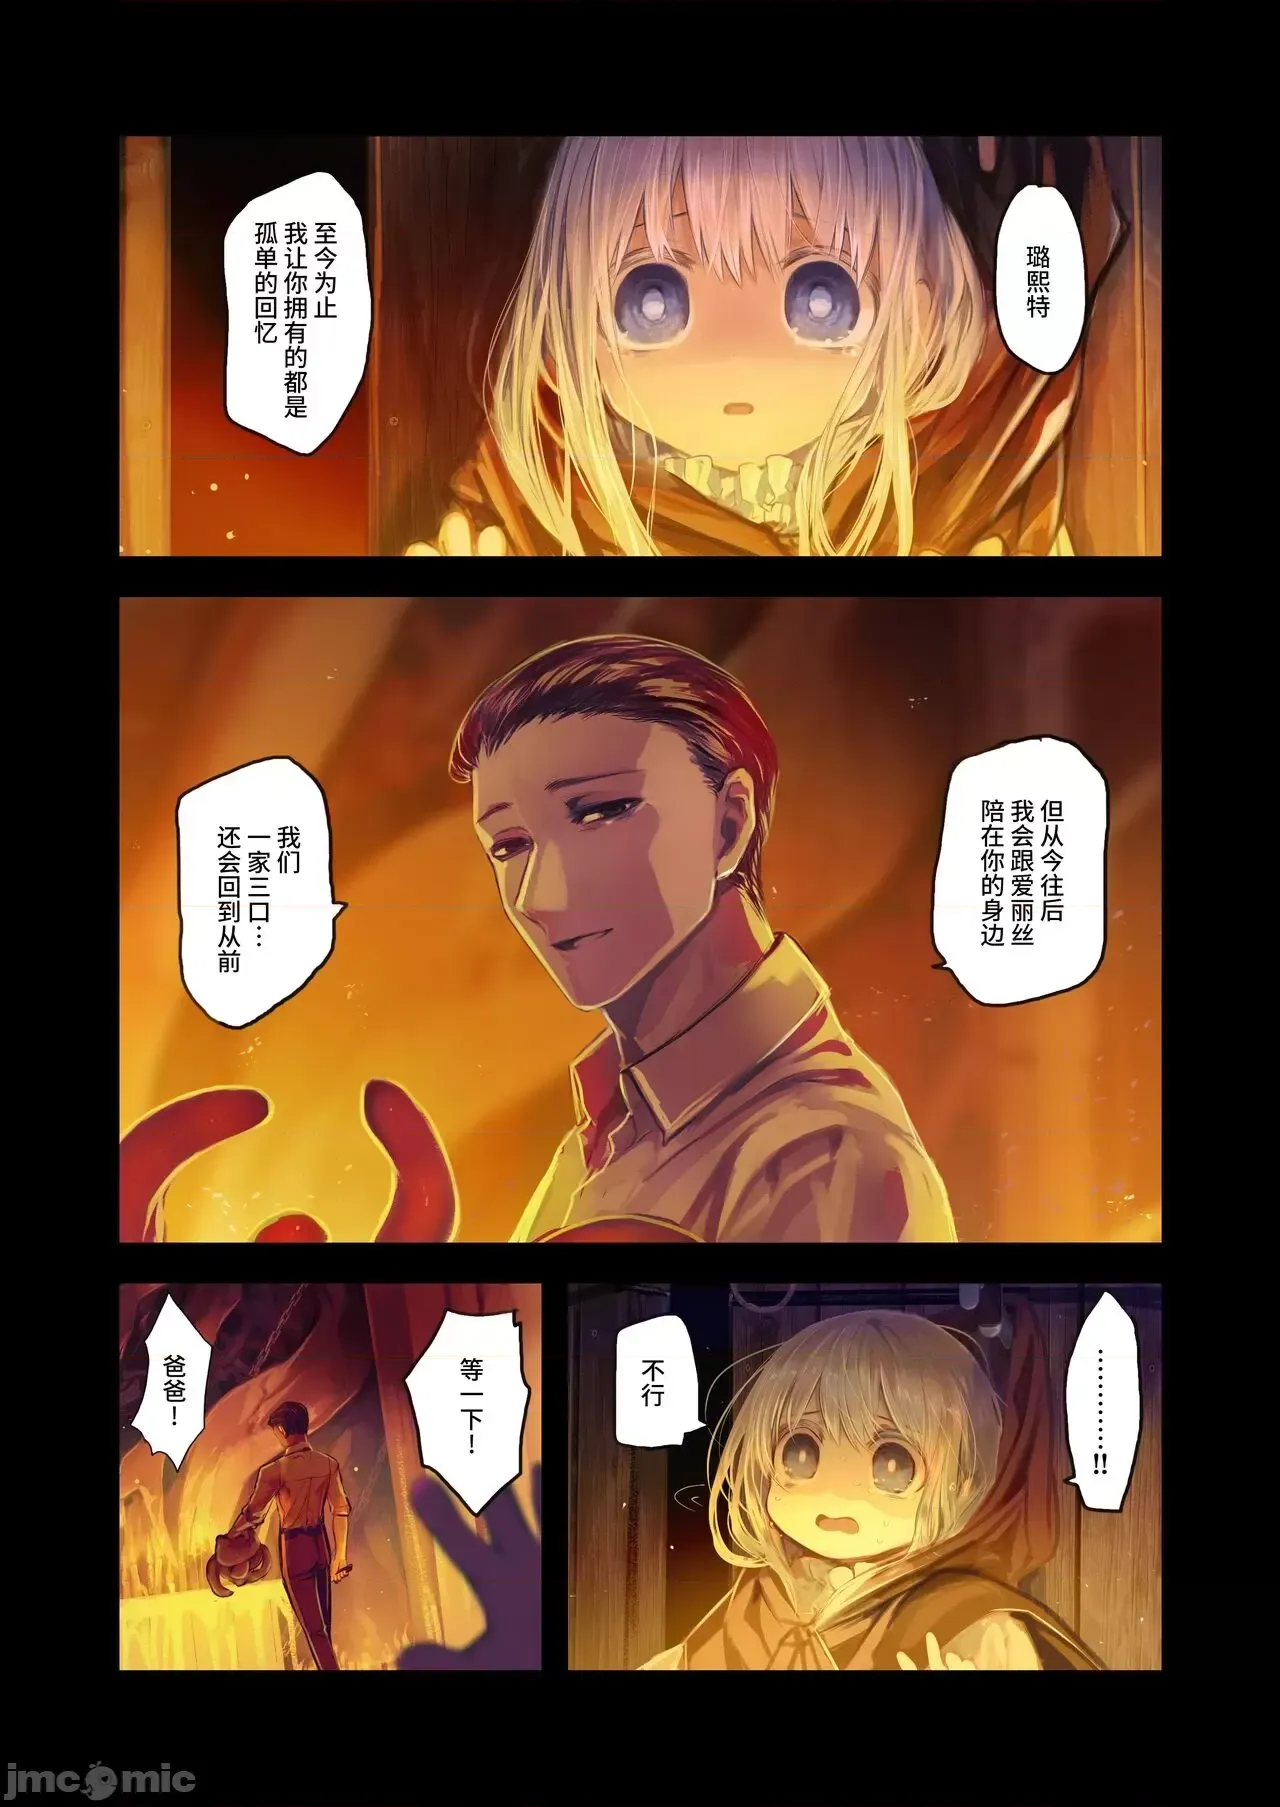 璐熙特
至今为止
我让你拥有的都是
孤单的回忆
但从今往后
我会跟爱丽丝
陪在你的身边
我们
一家三口…
还会回到从前
…………!!
不行
等一下！
爸爸！
jmcomic